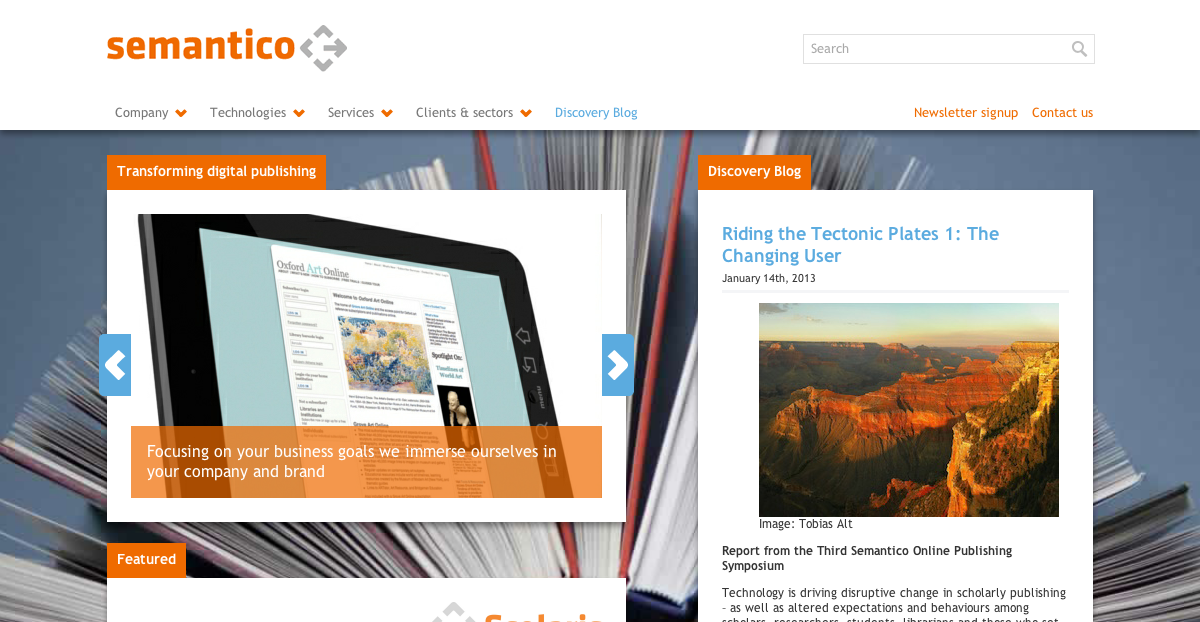 semantico
Search
Company
Technologies
Services
Clients & sectors
Discovery Blog
Newsletter signup
Contact us
Transforming digital publishing
Oxford Art Online
Welcome to Oxford Art Online
Spotlight On:
Timelines of
World Art
menu
Focusing on your business goals we immerse ourselves in
your company and brand
Featured
Discovery Blog
Riding the Tectonic Plates 1: The
Changing User
January 14th, 2013
Image: Tobias Alt
Report from the Third Semantico Online Publishing
Symposium
Technology is driving disruptive change in scholarly publishing
– as well as altered expectations and behaviours among
scholars, researchers, students, librarians and those who set